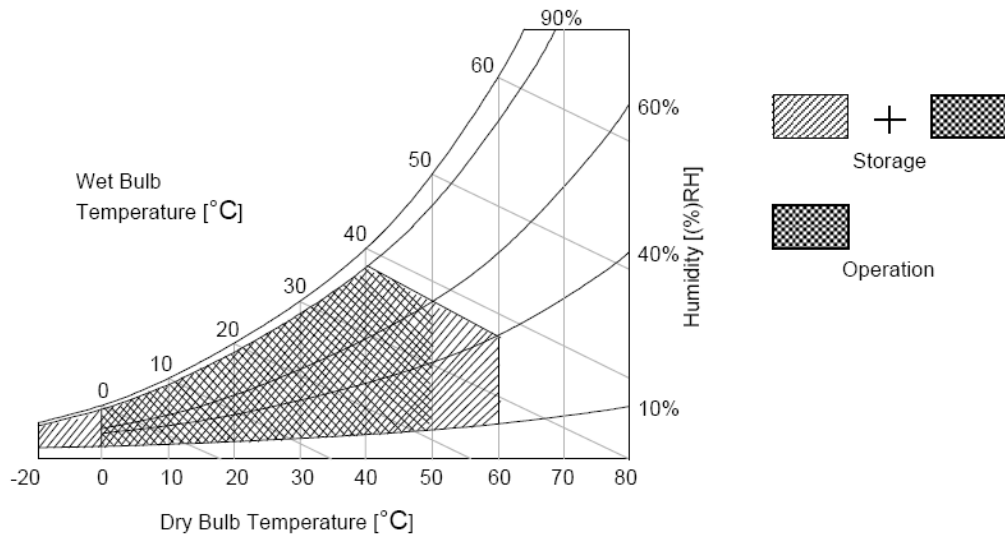 90%
60
60%
50
Wet Bulb
Temperature [°C]
40
30
20
10
0
40%
10%
Humidity [(%)RH]
-20 0 10 20 30 40 50 60 70 80
Dry Bulb Temperature [°C]
+
Storage
Operation